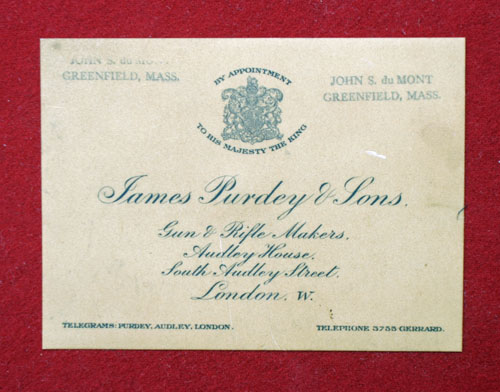 JOHN S. du MONT
GREENFIELD, MASS.
BY APPOINTMENT
TO HIS MAJESTY THE KING
JOHN S. du MONT
GREENFIELD, MASS.
James Purdey & Sons.
Gun & Rifle Makers.
Audley House.
South Audley Street.
London. W.
TELEGRAMS: PURDEY, AUDLEY, LONDON.
TELEPHONE 5755 GERRARD.